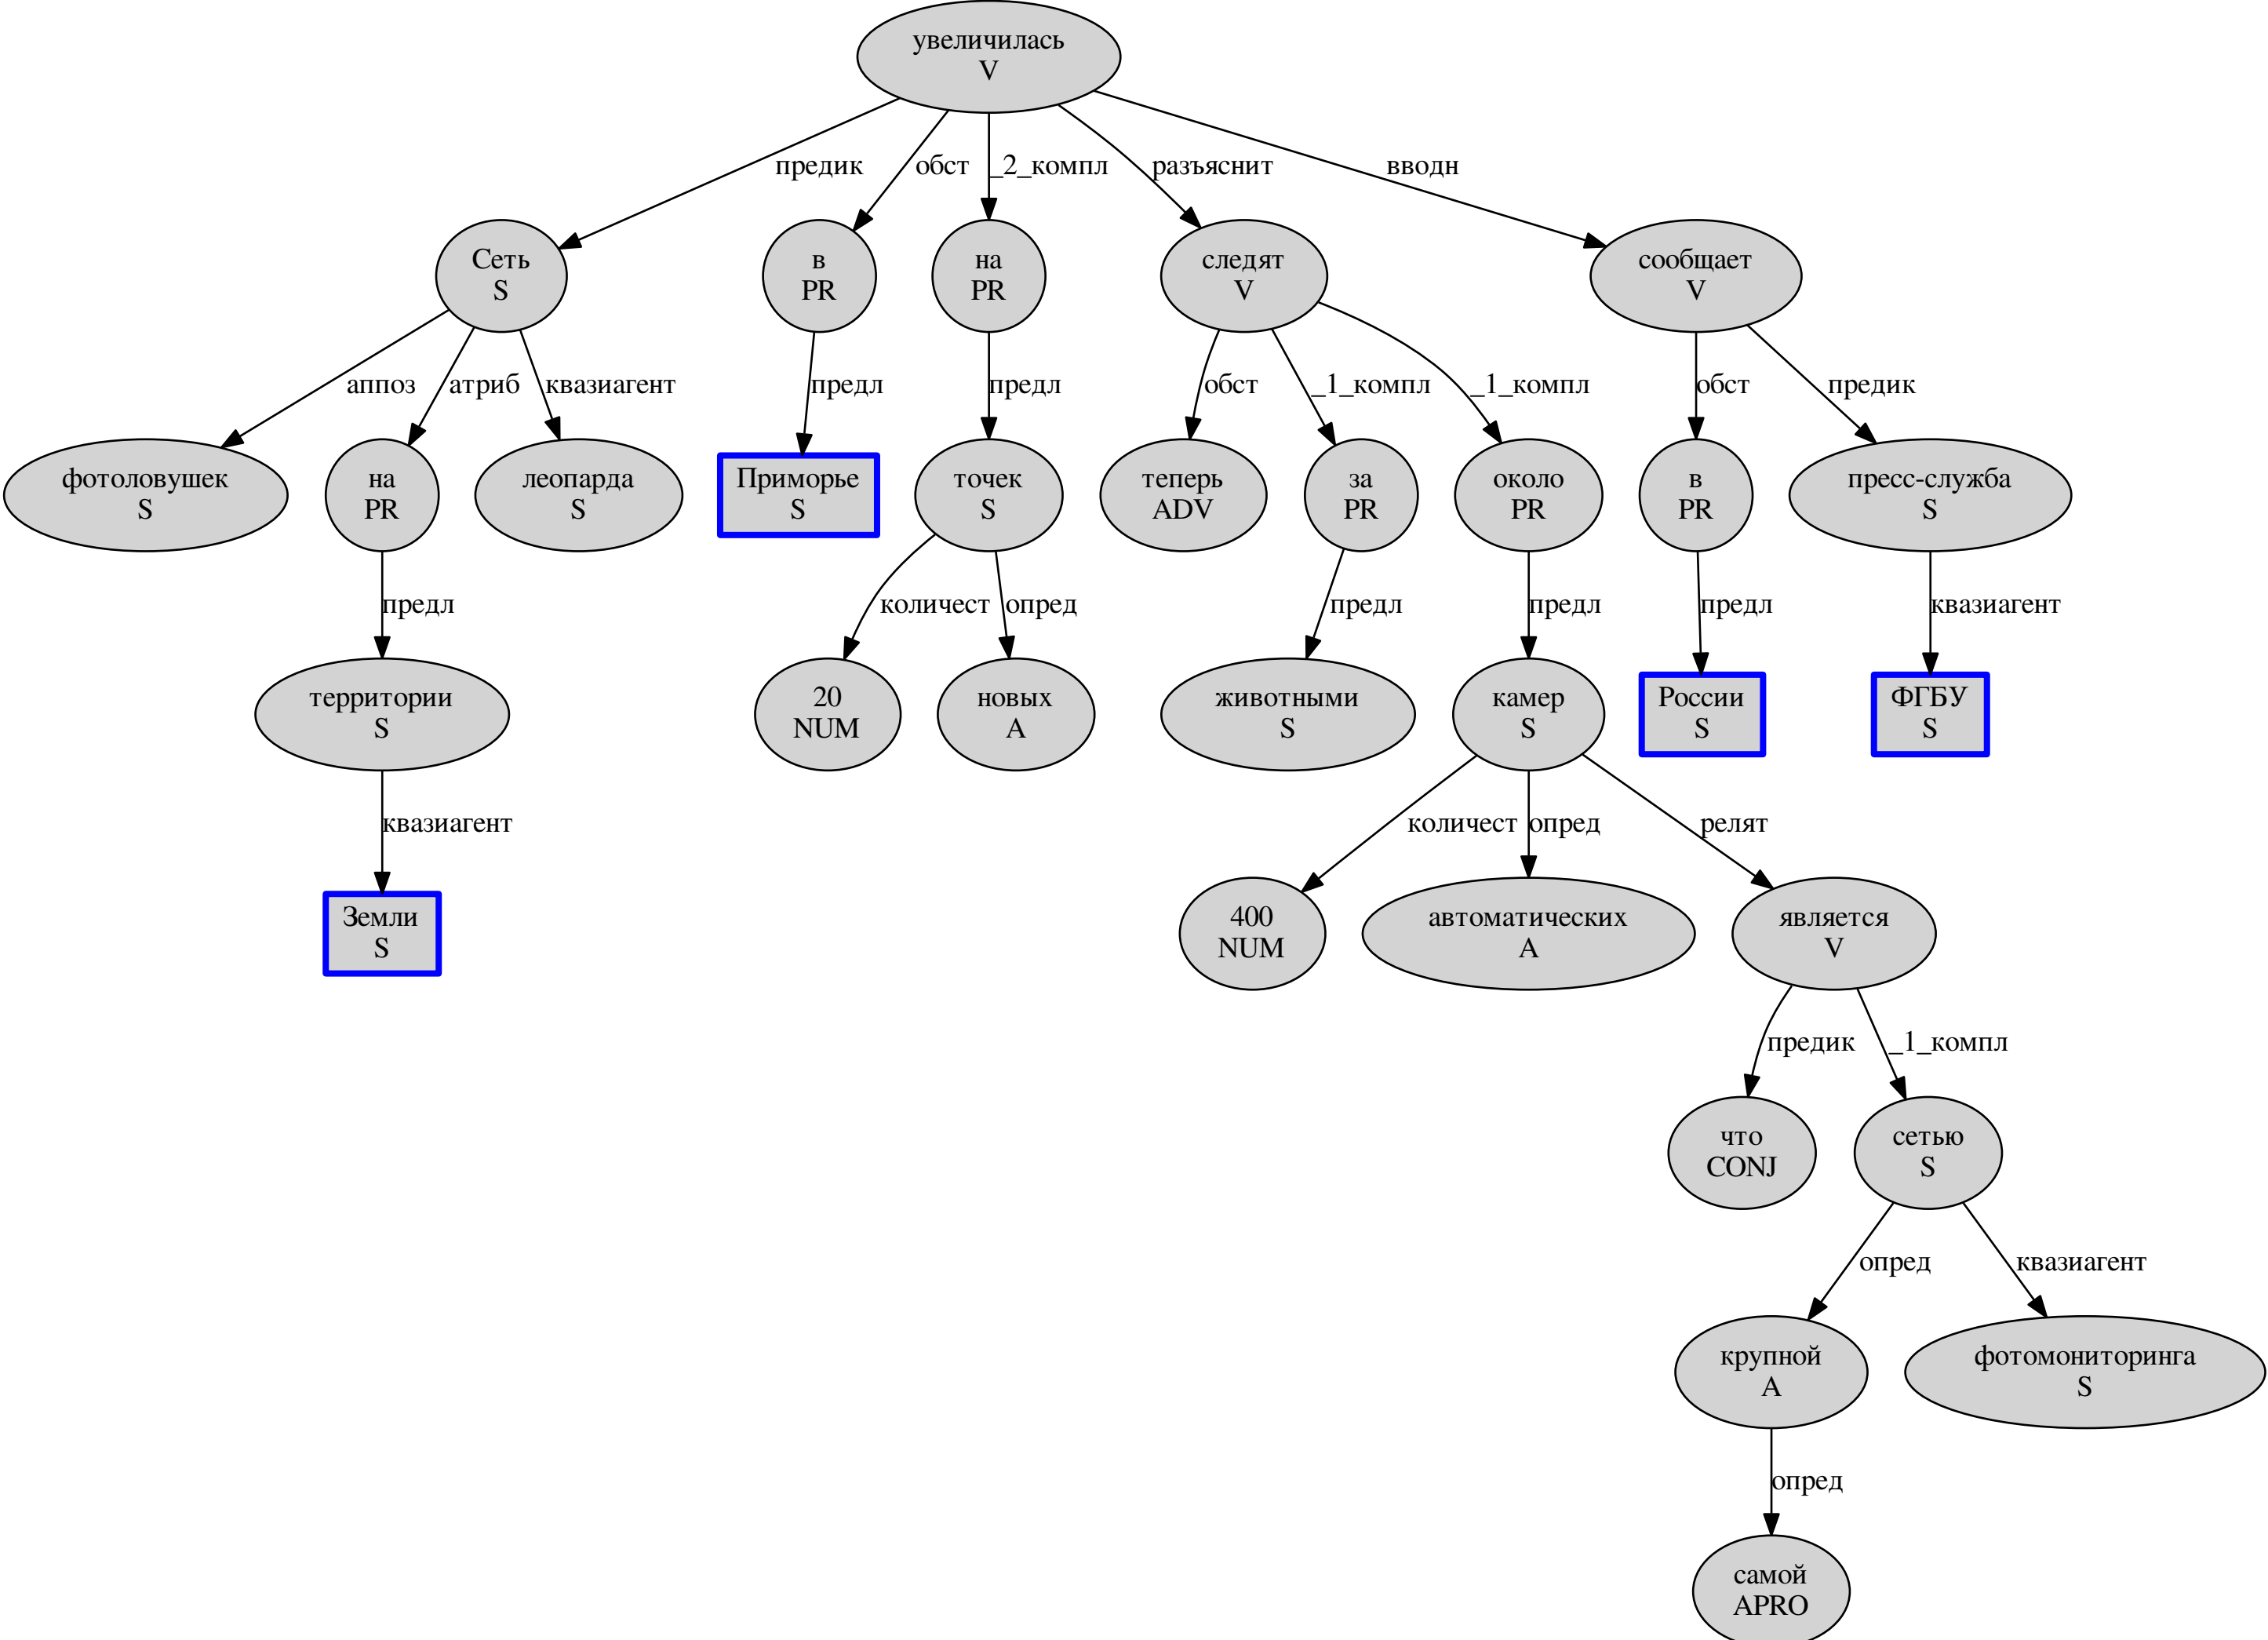 увеличилась
V
предик
обст
_2_компл
разъяснит
вводн
Сеть
S
в
PR
на
PR
следят
V
сообщает
V
аппоз
атриб
квазиагент
предл
предл
обст
_1_компл
_1_компл
обст
предик
фотоловушек
S
на
PR
леопарда
S
Приморье
S
точек
S
теперь
ADV
за
PR
около
PR
в
PR
пресс-служба
S
предл
количест
опред
предл
предл
предл
квазиагент
территории
S
20
NUM
новых
A
животными
S
камер
S
России
S
ФГБУ
S
квазиагент
количест
опред
релят
Земли
S
400
NUM
автоматических
A
является
V
предик
_1_компл
что
CONJ
сетью
S
опред
квазиагент
крупной
A
фотомониторинга
S
опред
самой
APRO